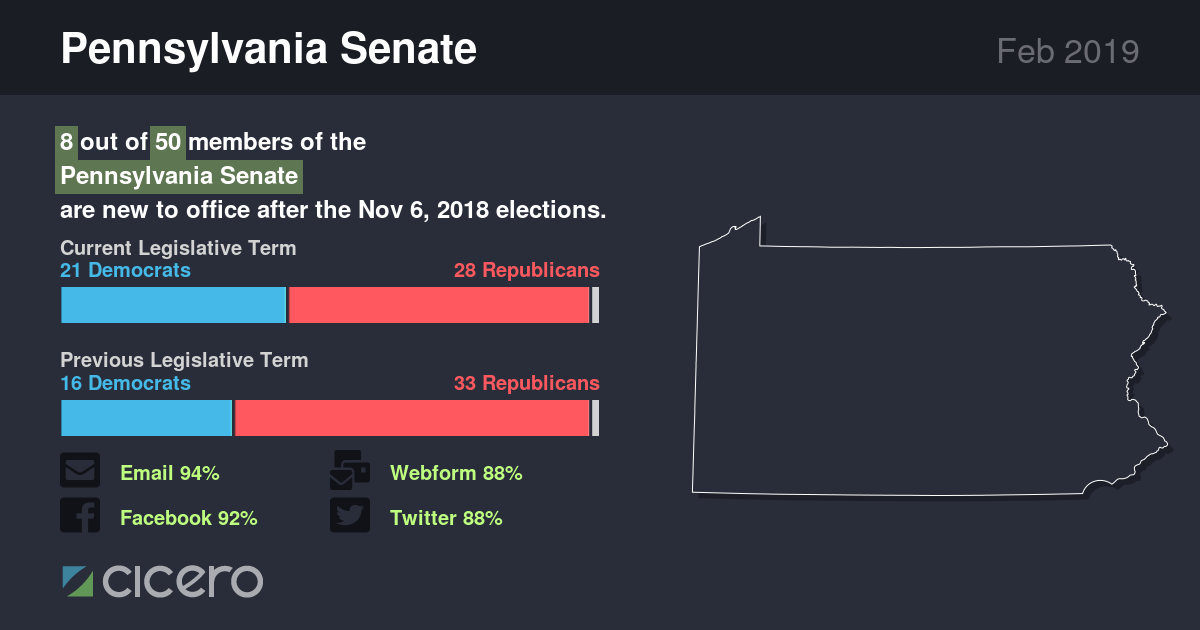 Pennsylvania Senate
Feb 2019
8 out of 50 members of the
Pennsylvania Senate
are new to office after the Nov 6, 2018 elections.
Current Legislative Term
21 Democrats
28 Republicans
Previous Legislative Term
16 Democrats
33 Republicans
Email 94%
Webform 88%
Facebook 92%
Twitter 88%
cicero